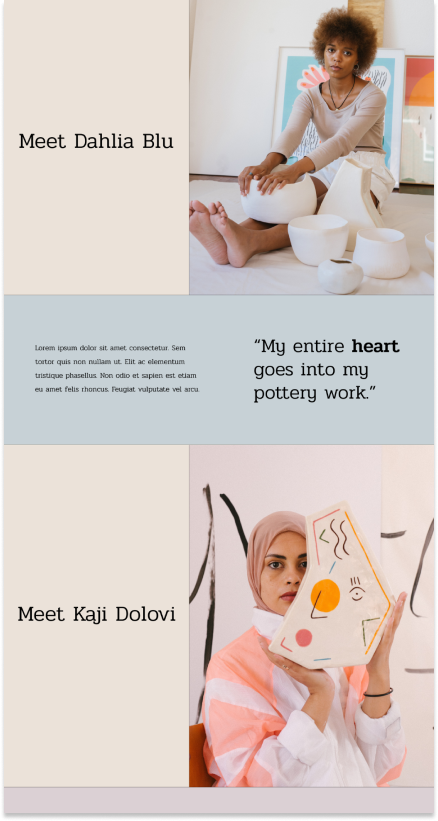 Meet Dahlia Blu
Lorem ipsum dolor sit amet consectetur. Sem
tortor quis non nullam ut. Elit ac elementum
tristique phasellus. Non odio et sapien est etiam
eu amet felis rhoncus. Feugiat vulputate vel arcu.
“My entire heart
goes into my
pottery work.”
Meet Kaji Dolovi